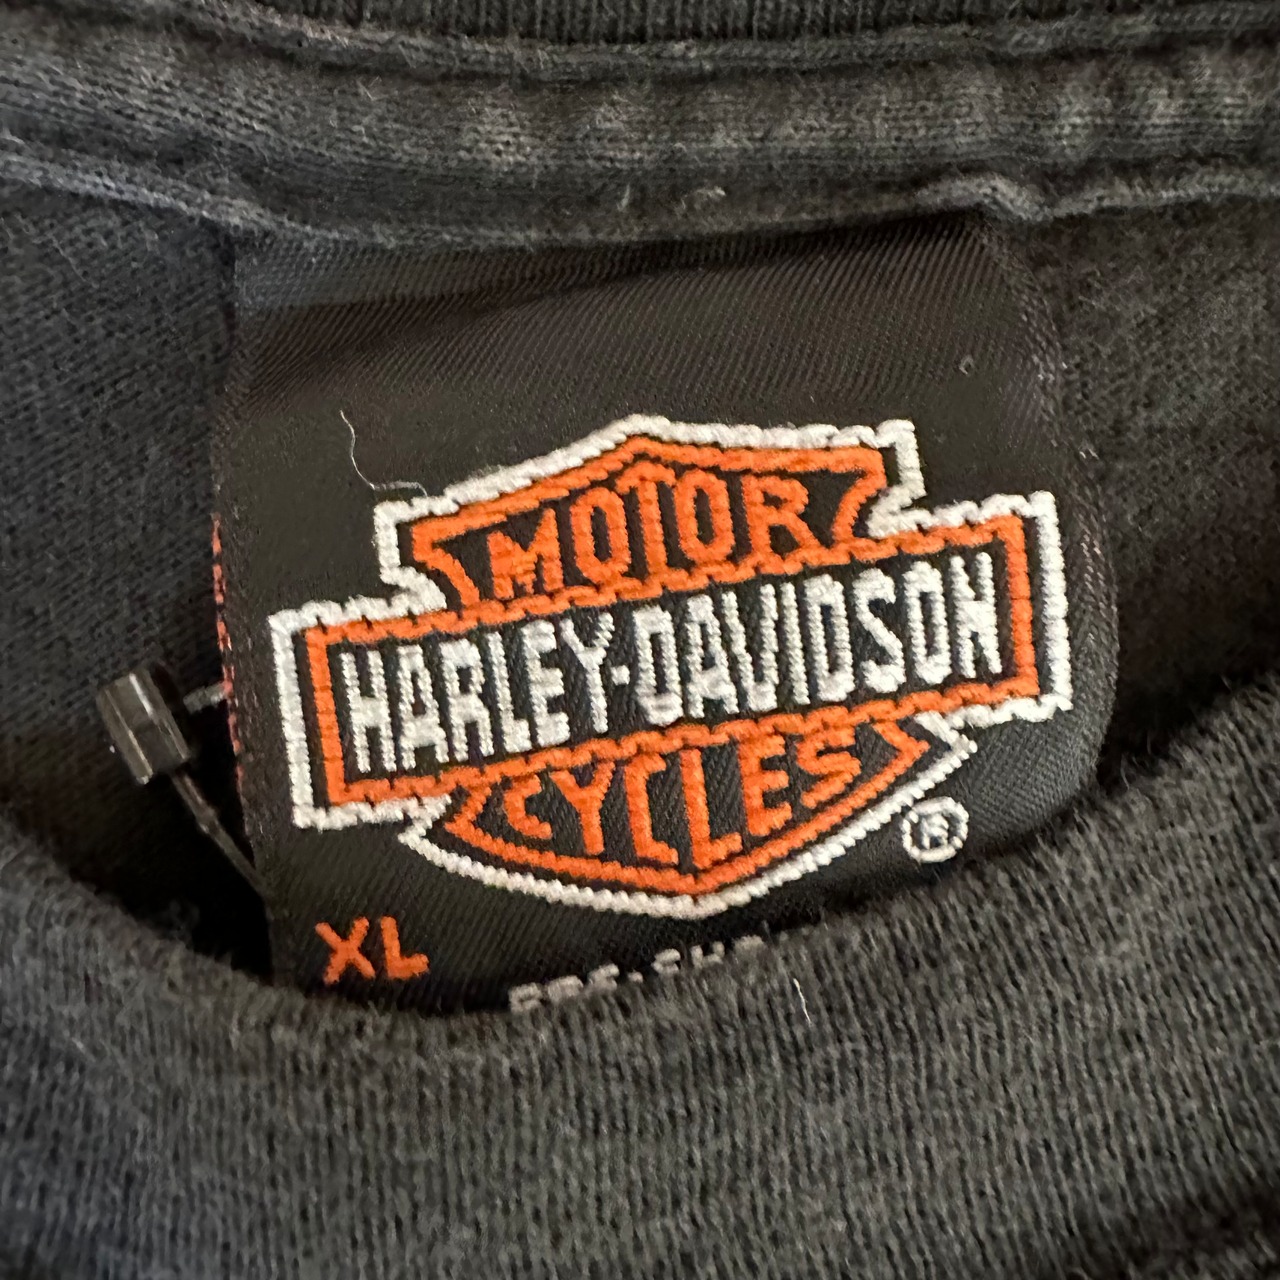 MOTOR
HARLEY-DAVIDSON
CYCLES
®
XL